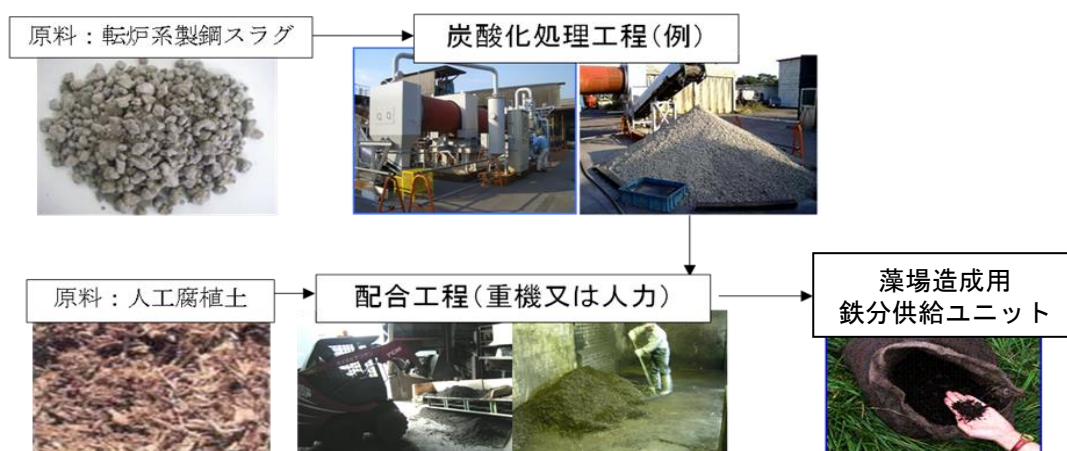 原料：転炉系製鋼スラグ
炭酸化処理工程(例)
原料：人工腐植土
配合工程(重機又は人力)
藻場造成用
鉄分供給ユニット